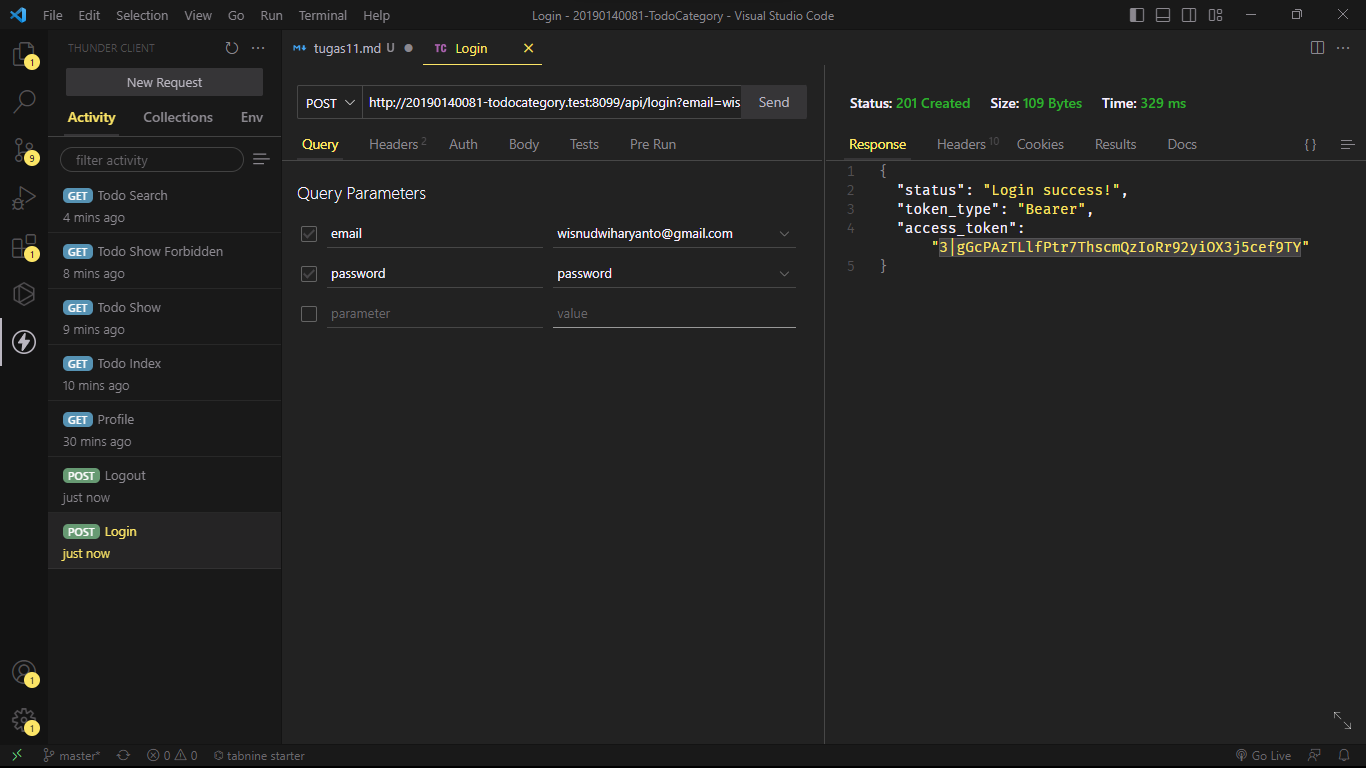 File Edit Selection View Go Run Terminal Help
Login - 20190140081-TodoCategory - Visual Studio Code
THUNDER CLIENT
New Request
Activity Collections Env
filter activity
GET Todo Search
4 mins ago
GET Todo Show Forbidden
8 mins ago
GET Todo Show
9 mins ago
GET Todo Index
10 mins ago
GET Profile
30 mins ago
POST Logout
just now
POST Login
just now
1
9
1
1
1
tugas11.md U
TC Login
POST http://20190140081-todocategory.test:8099/api/login?email=wis Send
Query Headers 2 Auth Body Tests Pre Run
Query Parameters
email wisnudwiharyanto@gmail.com
password password
parameter value
Status: 201 Created Size: 109 Bytes Time: 329 ms
Response Headers 10 Cookies Results Docs { }
1 {
2 "status": "Login success!",
3 "token_type": "Bearer",
4 "access_token":
"3|gGcPAzTLlfPtr7ThscmQzIoRr92yiOX3j5cef9TY"
5 }
master* 0 0 tabnine starter Go Live